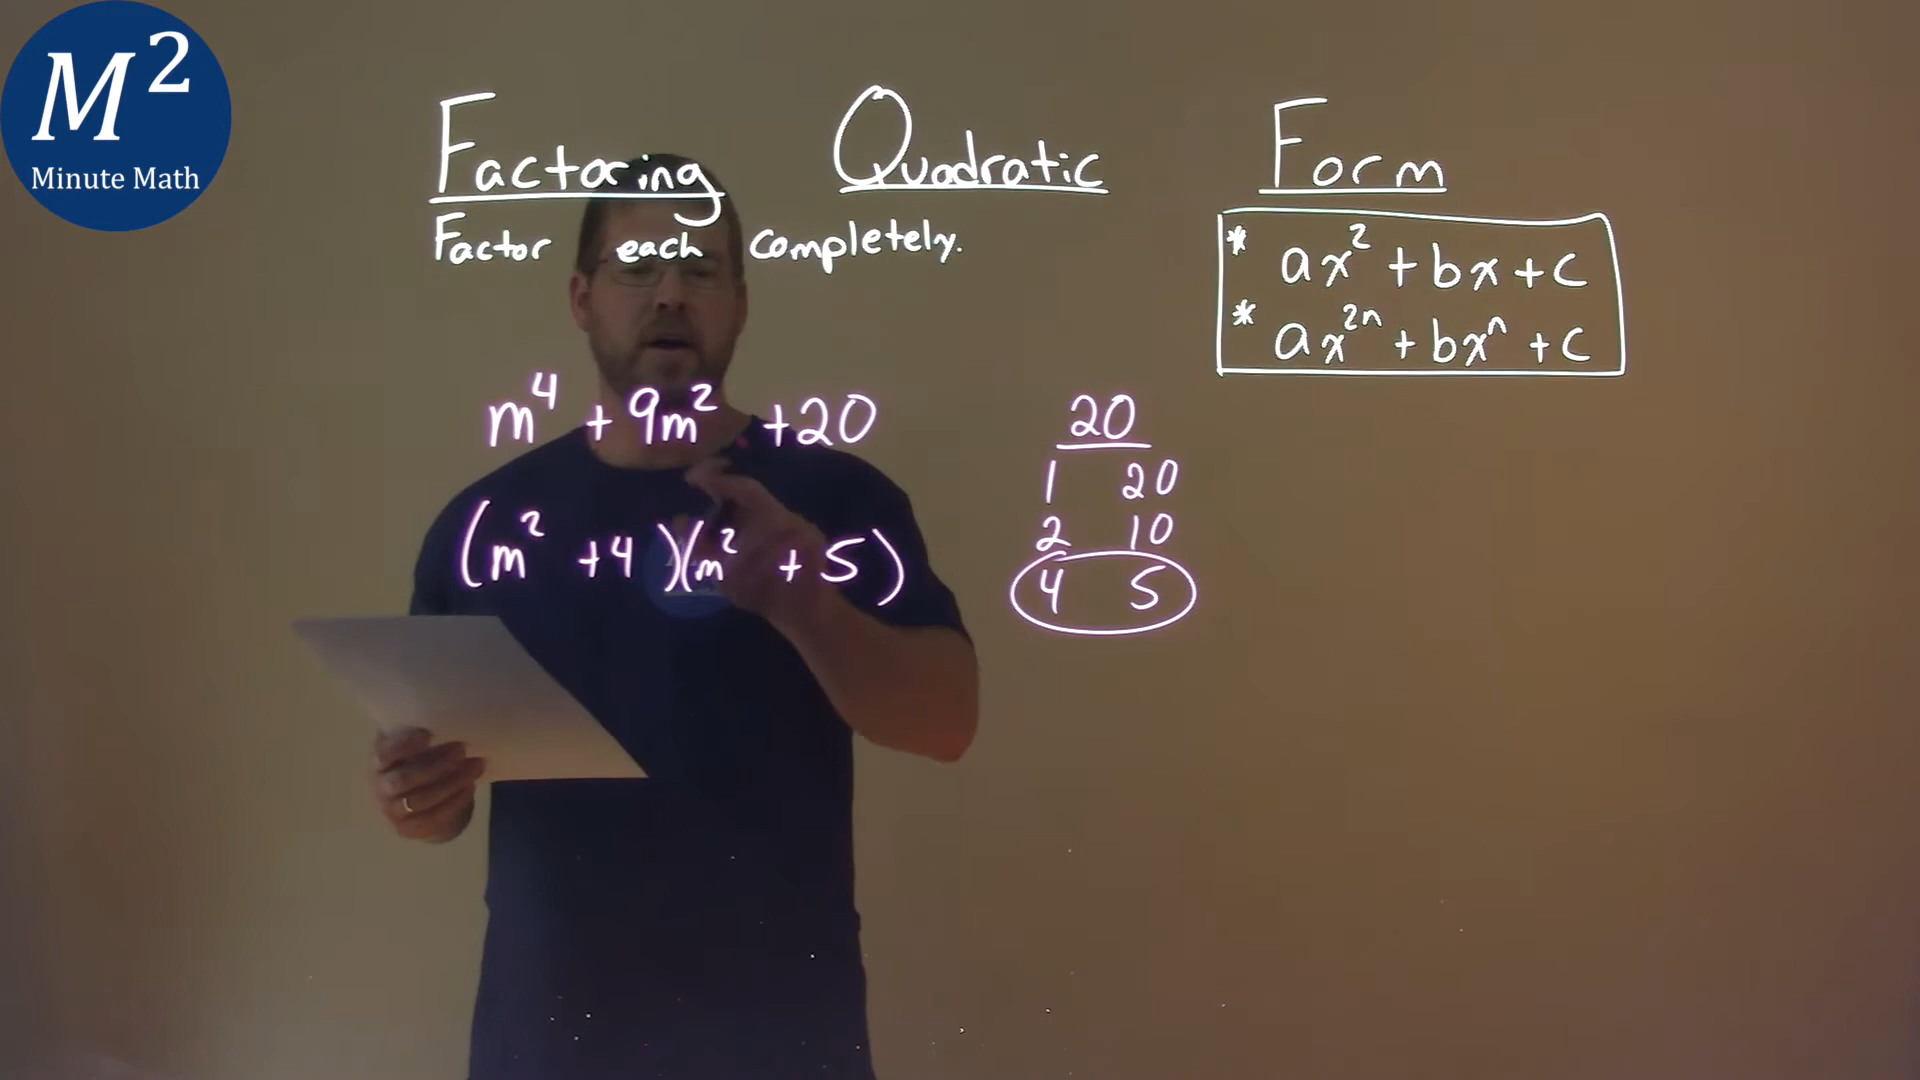 M²
Minute Math
Factoring Quadratic Form
Factor each completely.
* ax² + bx + c
* ax²ⁿ + bxⁿ + c
m⁴ + 9m² + 20
(m² + 4)(m² + 5)
20
1 20
2 10
4 5